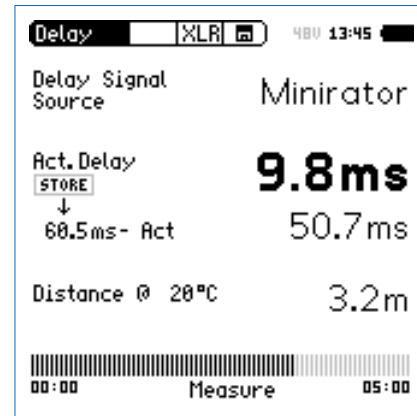 Delay XLR 48V 13:45
Delay Signal
Source
Minirator
Act. Delay
9.8ms
STORE
↓
60.5ms- Act
50.7ms
Distance @ 20°C
3.2m
00:00 Measure 05:00